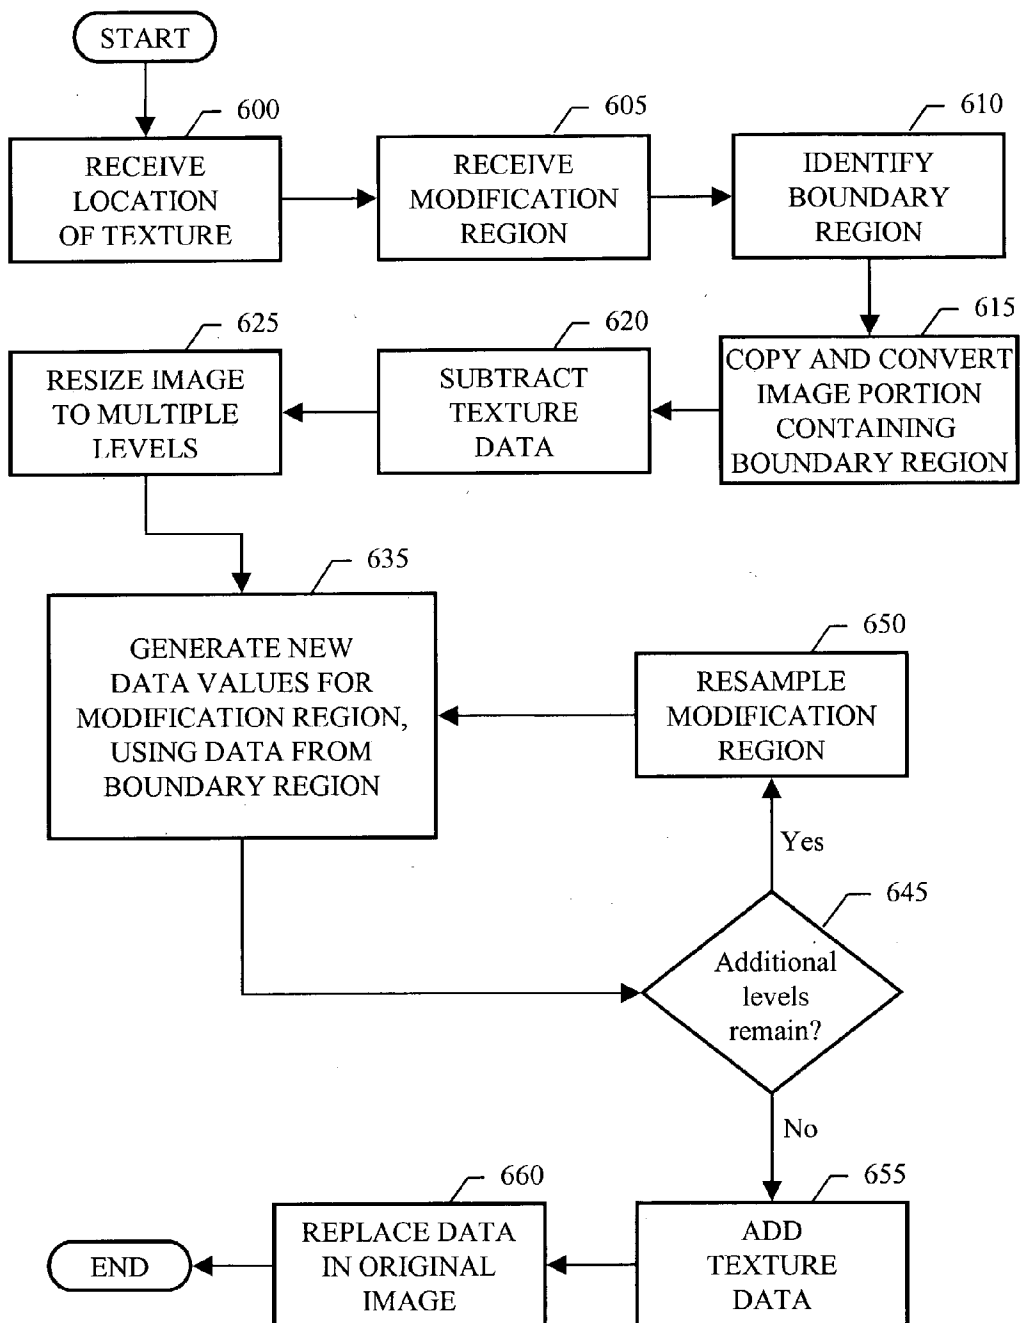 START
600
RECEIVE
LOCATION
OF TEXTURE
605
RECEIVE
MODIFICATION
REGION
610
IDENTIFY
BOUNDARY
REGION
615
COPY AND CONVERT
IMAGE PORTION
CONTAINING
BOUNDARY REGION
620
SUBTRACT
TEXTURE
DATA
625
RESIZE IMAGE
TO MULTIPLE
LEVELS
635
GENERATE NEW
DATA VALUES FOR
MODIFICATION REGION,
USING DATA FROM
BOUNDARY REGION
650
RESAMPLE
MODIFICATION
REGION
Yes
645
Additional
levels
remain?
No
655
ADD
TEXTURE
DATA
660
REPLACE DATA
IN ORIGINAL
IMAGE
END